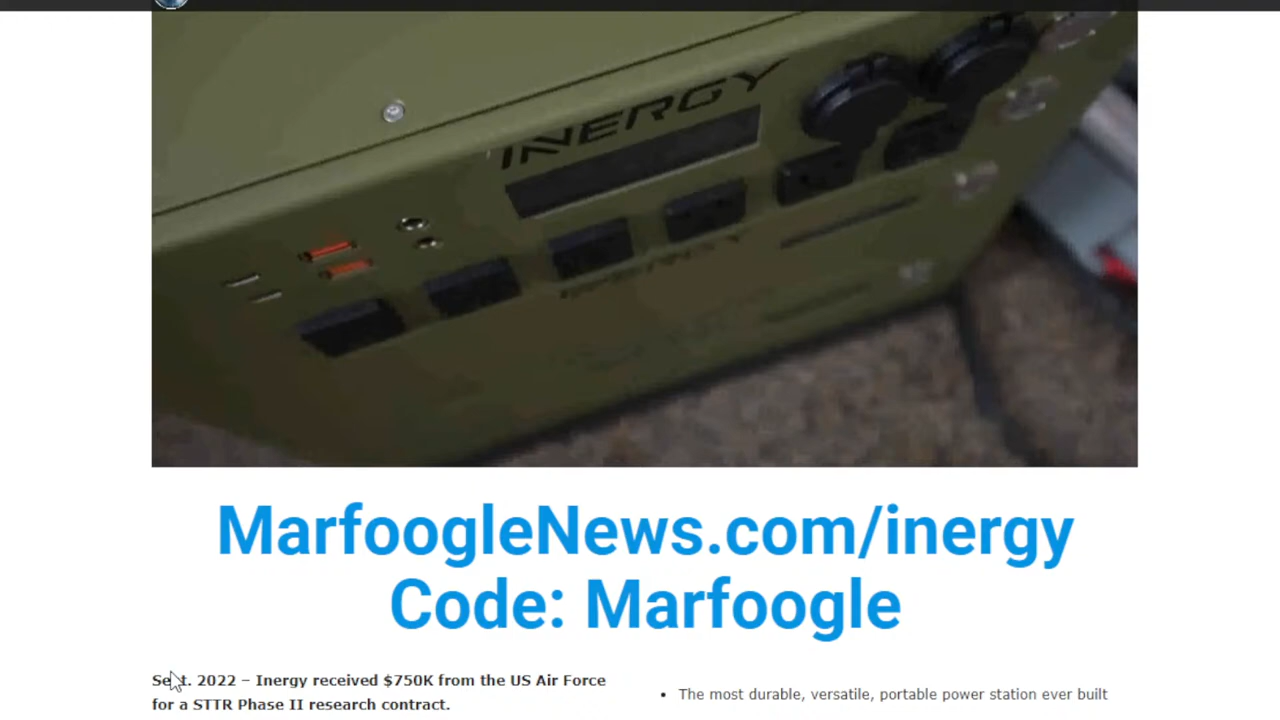 INERGY
MarfoogleNews.com/inergy
Code: Marfoogle
Sept. 2022 – Inergy received $750K from the US Air Force
for a STTR Phase II research contract.
• The most durable, versatile, portable power station ever built